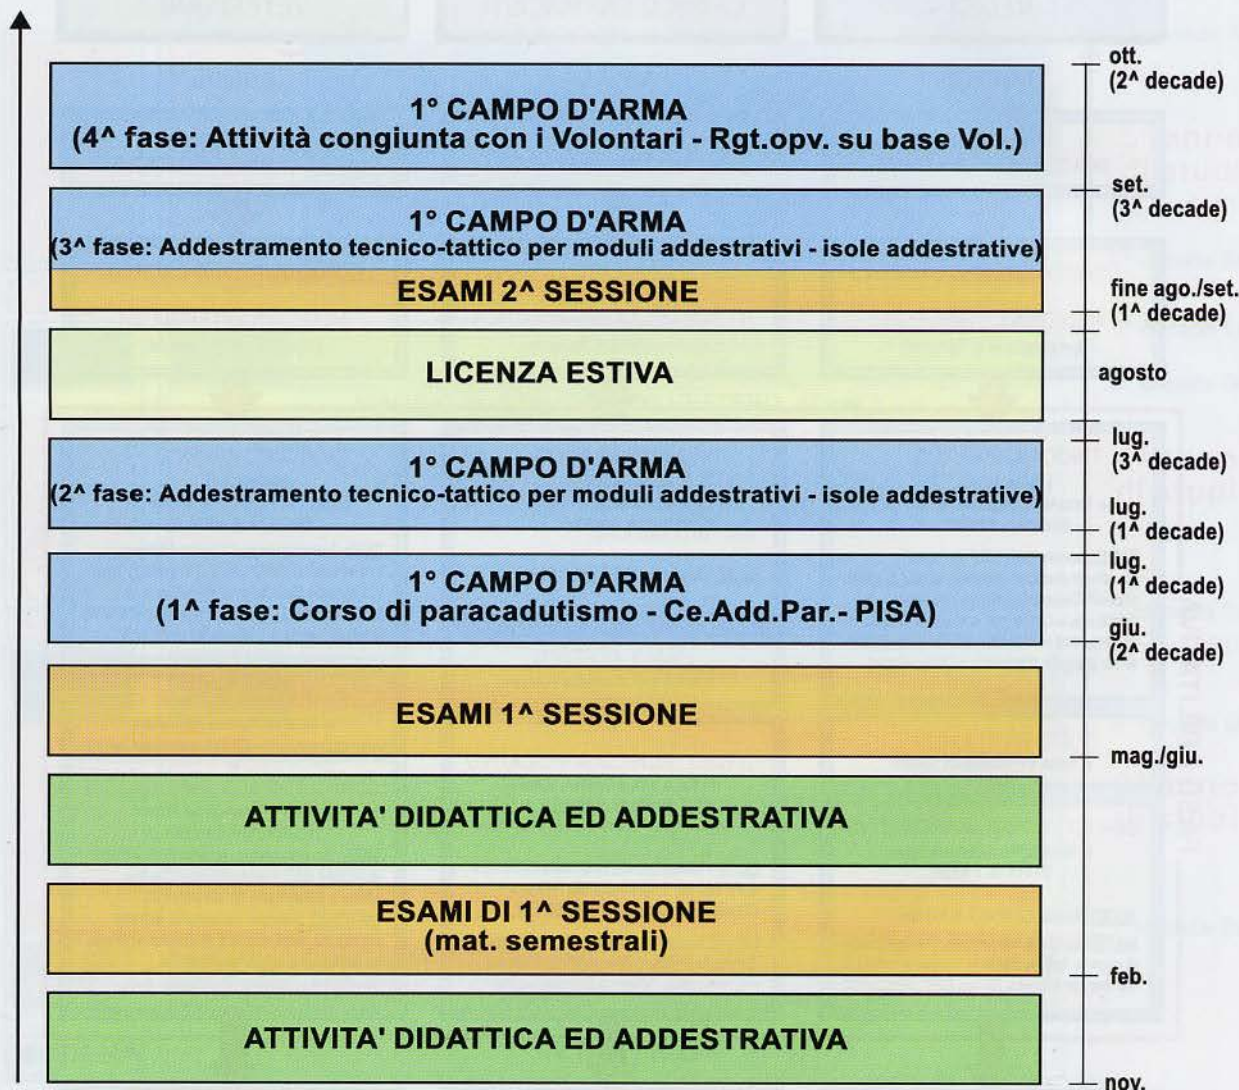 ott.
(2^ decade)
1° CAMPO D'ARMA
(4^ fase: Attività congiunta con i Volontari - Rgt.opv. su base Vol.)
set.
(3^ decade)
1° CAMPO D'ARMA
(3^ fase: Addestramento tecnico-tattico per moduli addestrativi - isole addestrative)
ESAMI 2^ SESSIONE
fine ago./set.
(1^ decade)
LICENZA ESTIVA
agosto
lug.
(3^ decade)
1° CAMPO D'ARMA
(2^ fase: Addestramento tecnico-tattico per moduli addestrativi - isole addestrative)
lug.
(1^ decade)
lug.
(1^ decade)
1° CAMPO D'ARMA
(1^ fase: Corso di paracadutismo - Ce.Add.Par.- PISA)
giu.
(2^ decade)
ESAMI 1^ SESSIONE
mag./giu.
ATTIVITA' DIDATTICA ED ADDESTRATIVA
ESAMI DI 1^ SESSIONE
(mat. semestrali)
feb.
ATTIVITA' DIDATTICA ED ADDESTRATIVA
nov.